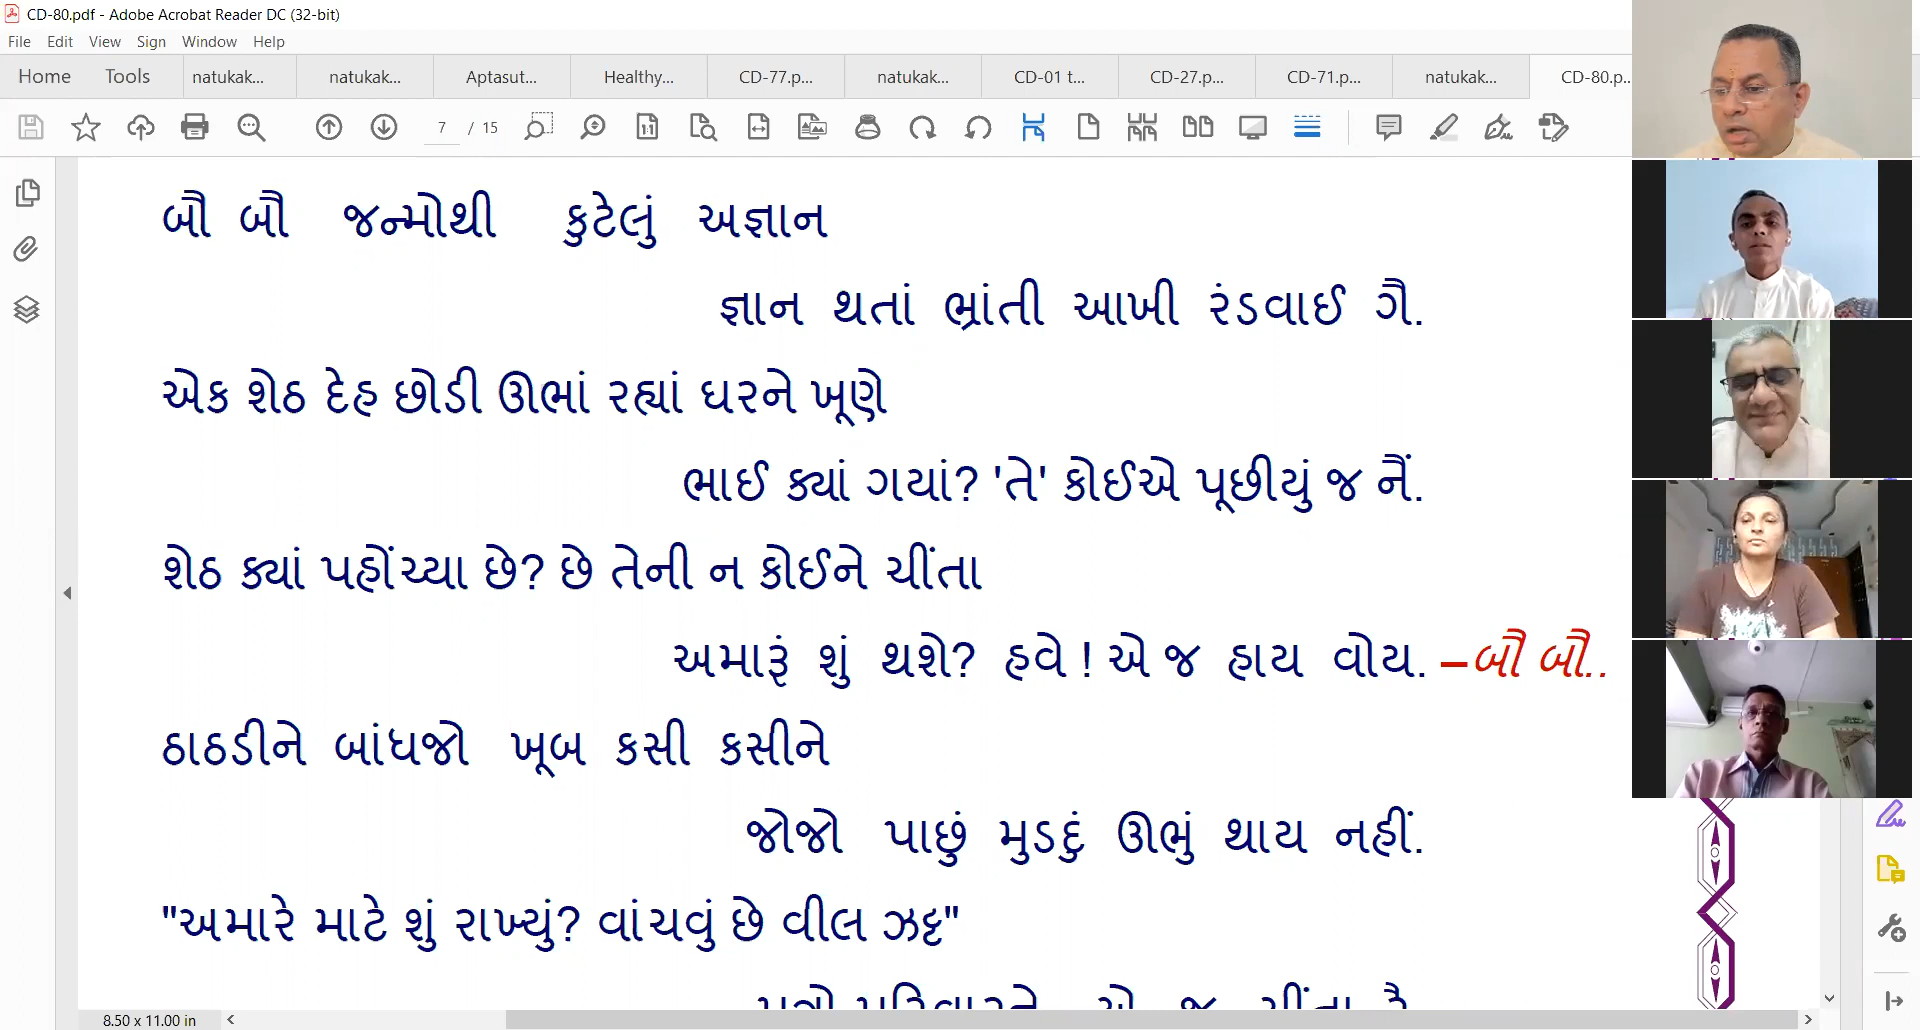 CD-80.pdf - Adobe Acrobat Reader DC (32-bit)
File Edit View Sign Window Help
Home Tools natukak... natukak... Aptasut... Healthy... CD-77.p... natukak... CD-01 t... CD-27.p... CD-71.p... natukak... CD-80.p...
7 / 15
બૌ બૌ જન્મોથી કુટેલું અજ્ઞાન
જ્ઞાન થતાં ભ્રાંતી આખી રંડવાઈ ગૈ.
એક શેઠ દેહ છોડી ઊભાં રહ્યાં ઘરને ખૂણે
ભાઈ ક્યાં ગયાં? 'તે' કોઈએ પૂછીયું જ નૈં.
શેઠ ક્યાં પહોંચ્યા છે? છે તેની ન કોઈને ચીંતા
અમારૂં શું થશે? હવે ! એ જ હાય વોય. –બૌ બૌ..
ઠાઠડીને બાંધજો ખૂબ કસી કસીને
જોજો પાછું મુડદું ઊભું થાય નહીં.
"અમારે માટે શું રાખ્યું? વાંચવું છે વીલ ઝટ્ટ"
8.50 x 11.00 in